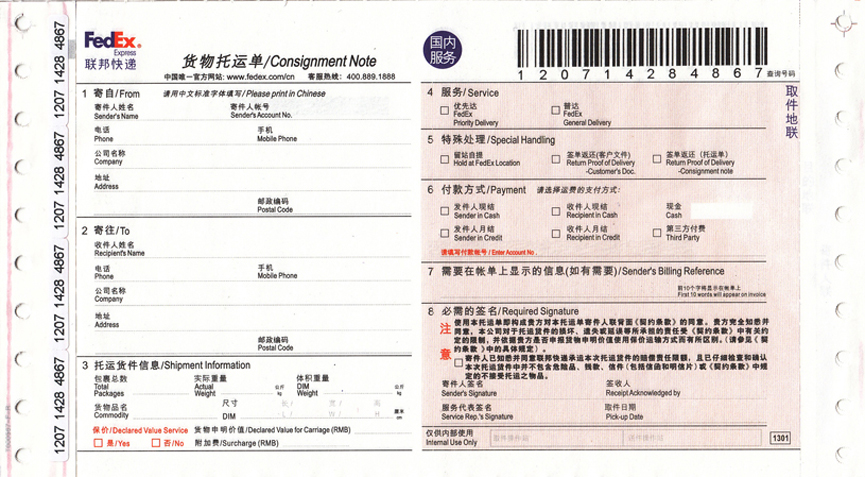 FedEx
Express
联邦快递
货物托运单/Consignment Note
中国唯一官方网站: www.fedex.com/cn 客服热线: 400.889.1888
国内
服务
120714284867 查询号码
取件地联
1207 1428 4867
1207 1428 4867
1207 1428 4867
1207 1428 4867
1 寄自/From 请用中文标准字体填写/Please print in Chinese
寄件人姓名 寄件人帐号
Sender's Name Sender's Account No.
电话 手机
Phone Mobile Phone
公司名称
Company
地址
Address
邮政编码
Postal Code
2 寄往/To
收件人姓名
Recipient's Name
电话 手机
Phone Mobile Phone
公司名称
Company
地址
Address
邮政编码
Postal Code
3 托运货件信息/Shipment Information
包裹总数 实际重量 体积重量
Total Actual 公斤 DIM 公斤
Packages Weight kg Weight kg
货物品名 尺寸 长/ 宽/ 高
Commodity DIM L/ W/ H 厘米
cm
保价/Declared Value Service 货物申明价值/Declared Value for Carriage (RMB)
是/Yes 否/No 附加费/Surcharge (RMB)
4 服务/Service
优先达 普达
FedEx FedEx
Priority Delivery General Delivery
5 特殊处理/Special Handling
留站自提 签单返还(客户文件) 签单返还（托运单）
Hold at FedEx Location Return Proof of Delivery Return Proof of Delivery
-Customer's Doc. -Consignment note
6 付款方式/Payment 请选择运费的支付方式:
发件人现结 收件人现结 现金
Sender in Cash Recipient in Cash Cash
发件人月结 收件人月结 第三方付费
Sender in Credit Recipient in Credit Third Party
请填写付款帐号 / Enter Account No.
7 需要在帐单上显示的信息(如有需要)/Sender's Billing Reference
前10个字将显示在帐单上
First 10 words will appear on invoice
8 必需的签名/Required Signature
注意
使用本托运单即构成贵方对本托运单寄件人联背面《契约条款》的同意。贵方完全知悉并
同意，本公司对于托运货件的损坏、遗失或延误等所承担的责任受《契约条款》中有关约
定的限制，并依据贵方是否申报货物申明价值使用保价运输方式而有所区别。(请参见《契
约条款》中的具体规定）。
寄件人已知悉并同意联邦快递承运本次托运货件的赔偿责任限额，且已仔细检查和确认
本次托运货件中并不包含危险品、钱款、信件(包括信函和明信片)或《契约条款》中规
定的不接受托运之物品。
寄件人签名 签收人
Sender's Signature Receipt Acknowledged by
服务代表签名 取件日期
Service Rep.'s Signature Pick-up Date
仅供内部使用
Internal Use Only
1301